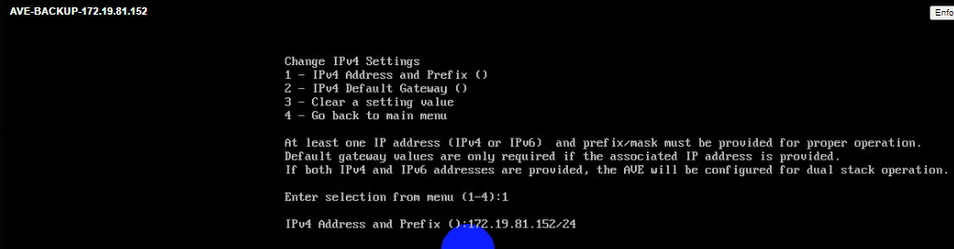 AVE-BACKUP-172.19.81.152
Enfo
Change IPv4 Settings
1 - IPv4 Address and Prefix ()
2 - IPv4 Default Gateway ()
3 - Clear a setting value
4 - Go back to main menu
At least one IP address (IPv4 or IPv6)  and prefix/mask must be provided for proper operation.
Default gateway values are only required if the associated IP address is provided.
If both IPv4 and IPv6 addresses are provided, the AVE will be configured for dual stack operation.
Enter selection from menu (1-4):1
IPv4 Address and Prefix ():172.19.81.152/24